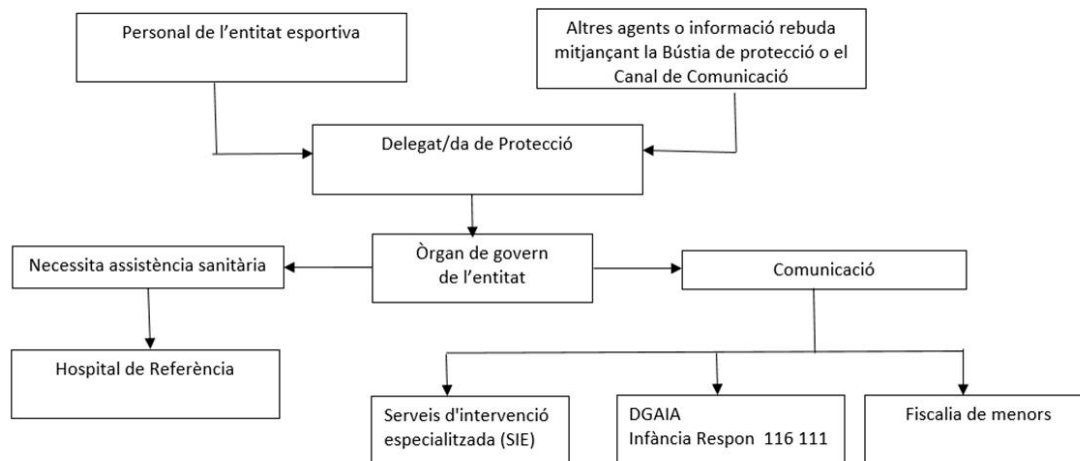 Personal de l'entitat esportiva
Altres agents o informació rebuda
mitjançant la Bústia de protecció o el
Canal de Comunicació
Delegat/da de Protecció
Òrgan de govern
de l'entitat
Necessita assistència sanitària
Comunicació
Hospital de Referència
Serveis d'intervenció
especialitzada (SIE)
DGAIA
Infància Respon 116 111
Fiscalia de menors